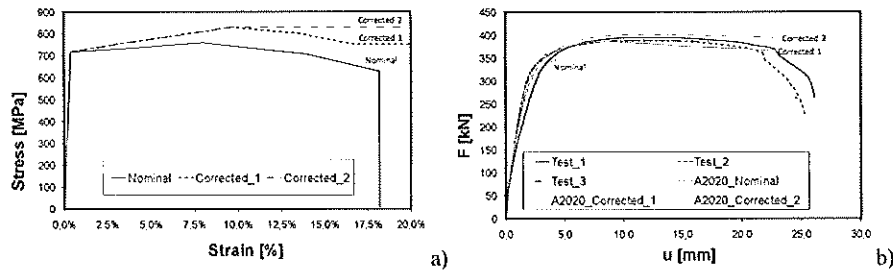 900
800
700
600
500
400
300
200
100
0
Stress [MPa]
Corrected 2
Corrected 1
Nominal
Nominal Corrected_1 Corrected_2
0,0% 2,5% 5,0% 7,5% 10,0% 12,5% 15,0% 17,5% 20,0%
Strain [%]
a)
450
400
350
300
250
200
150
100
50
0
F [kN]
Corrected 2
Corrected 1
Nominal
Test_1 Test_2
Test_3 A2020_Nominal
A2020_Corrected_1 A2020_Corrected_2
0,0 5,0 10,0 15,0 20,0 25,0 30,0
u [mm]
b)